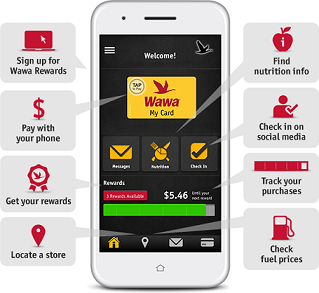 Sign up for
Wawa Rewards
Pay with
your phone
Get your rewards
Locate a store
Welcome!
TAP
Wawa
My Card
Messages
Nutrition
Check In
Rewards
3 Rewards Available
$5.46
Until your
next reward
Find
nutrition info
Check in on
social media
Track your
purchases
Check
fuel prices